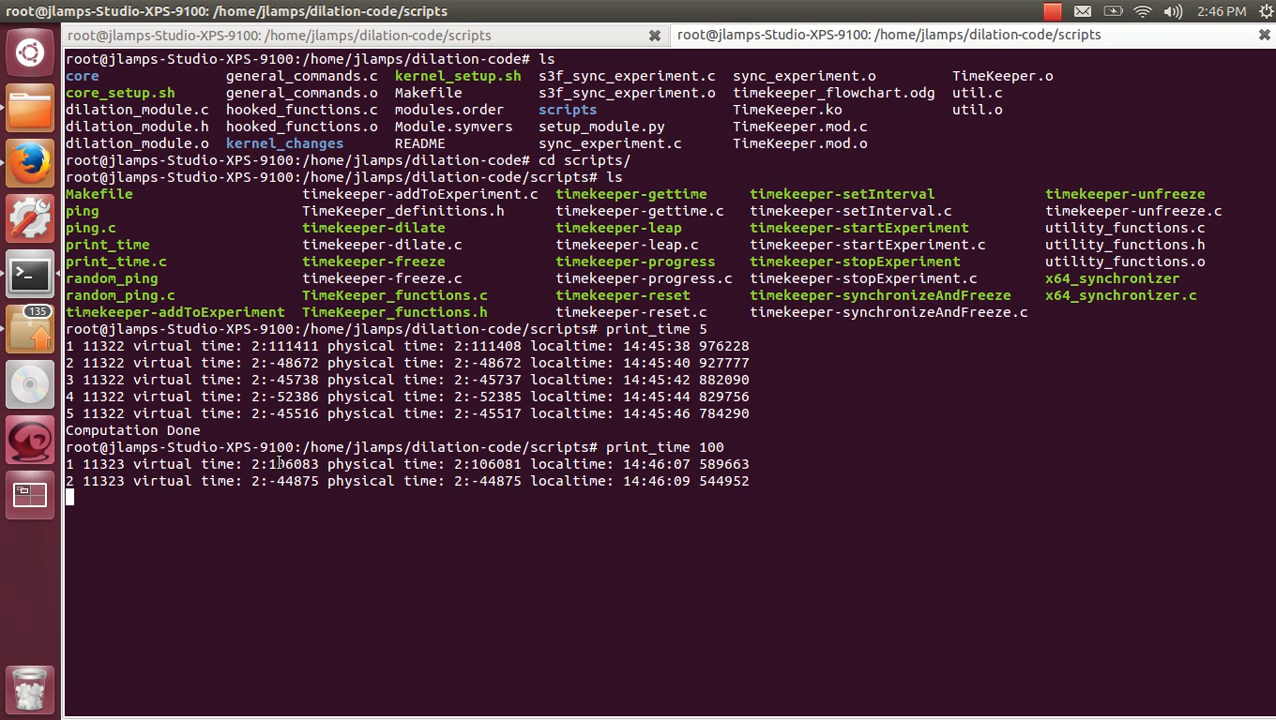 root@jlamps-Studio-XPS-9100: /home/jlamps/dilation-code/scripts 2:46 PM
root@jlamps-Studio-XPS-9100: /home/jlamps/dilation-code/scripts root@jlamps-Studio-XPS-9100: /home/jlamps/dilation-code/scripts
root@jlamps-Studio-XPS-9100:/home/jlamps/dilation-code# ls
core general_commands.c kernel_setup.sh s3f_sync_experiment.c sync_experiment.o TimeKeeper.o
core_setup.sh general_commands.o Makefile s3f_sync_experiment.o timekeeper_flowchart.odg util.c
dilation_module.c hooked_functions.c modules.order scripts TimeKeeper.ko util.o
dilation_module.h hooked_functions.o Module.symvers setup_module.py TimeKeeper.mod.c
dilation_module.o kernel_changes README sync_experiment.c TimeKeeper.mod.o
root@jlamps-Studio-XPS-9100:/home/jlamps/dilation-code# cd scripts/
root@jlamps-Studio-XPS-9100:/home/jlamps/dilation-code/scripts# ls
Makefile timekeeper-addToExperiment.c timekeeper-gettime timekeeper-setInterval timekeeper-unfreeze
ping TimeKeeper_definitions.h timekeeper-gettime.c timekeeper-setInterval.c timekeeper-unfreeze.c
ping.c timekeeper-dilate timekeeper-leap timekeeper-startExperiment utility_functions.c
print_time timekeeper-dilate.c timekeeper-leap.c timekeeper-startExperiment.c utility_functions.h
print_time.c timekeeper-freeze timekeeper-progress timekeeper-stopExperiment utility_functions.o
random_ping timekeeper-freeze.c timekeeper-progress.c timekeeper-stopExperiment.c x64_synchronizer
random_ping.c TimeKeeper_functions.c timekeeper-reset timekeeper-synchronizeAndFreeze x64_synchronizer.c
timekeeper-addToExperiment TimeKeeper_functions.h timekeeper-reset.c timekeeper-synchronizeAndFreeze.c
root@jlamps-Studio-XPS-9100:/home/jlamps/dilation-code/scripts# print_time 5
1 11322 virtual time: 2:111411 physical time: 2:111408 localtime: 14:45:38 976228
2 11322 virtual time: 2:-48672 physical time: 2:-48672 localtime: 14:45:40 927777
3 11322 virtual time: 2:-45738 physical time: 2:-45737 localtime: 14:45:42 882090
4 11322 virtual time: 2:-52386 physical time: 2:-52385 localtime: 14:45:44 829756
5 11322 virtual time: 2:-45516 physical time: 2:-45517 localtime: 14:45:46 784290
Computation Done
root@jlamps-Studio-XPS-9100:/home/jlamps/dilation-code/scripts# print_time 100
1 11323 virtual time: 2:106083 physical time: 2:106081 localtime: 14:46:07 589663
2 11323 virtual time: 2:-44875 physical time: 2:-44875 localtime: 14:46:09 544952
135